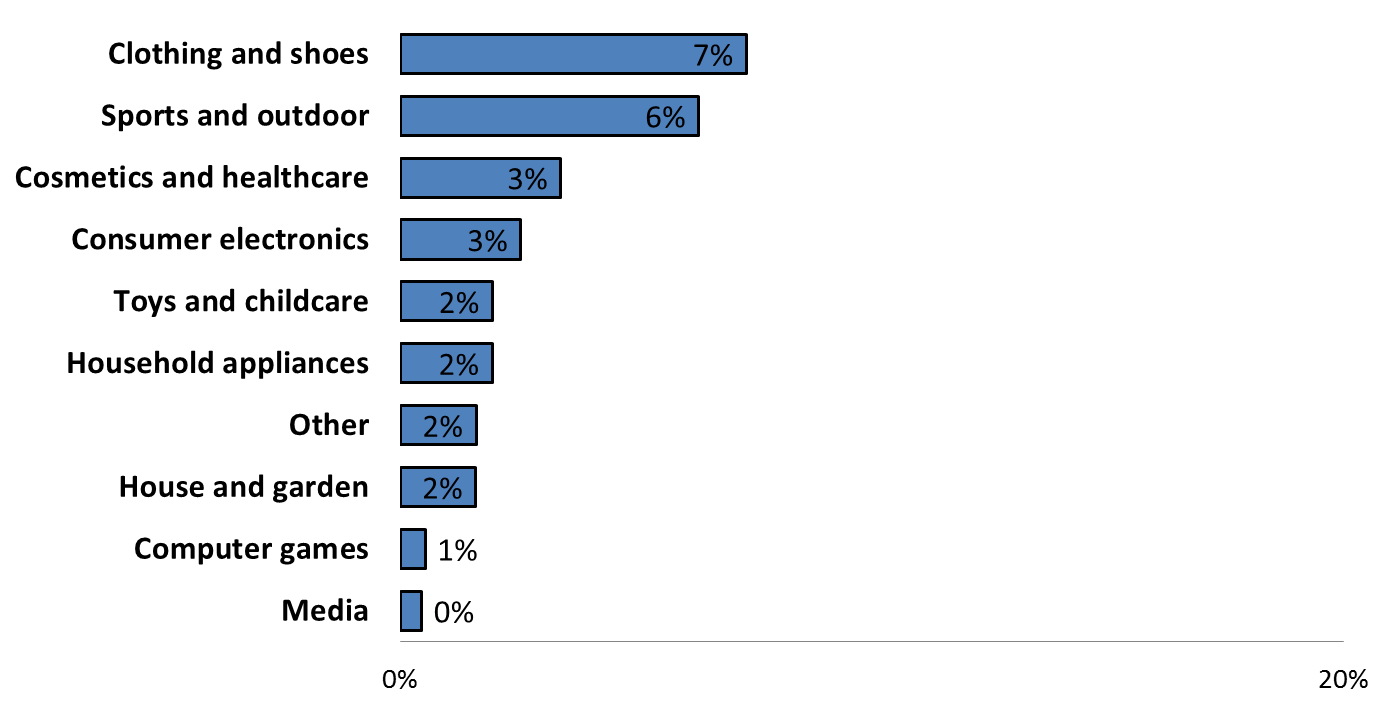 Clothing and shoes 7%
Sports and outdoor 6%
Cosmetics and healthcare 3%
Consumer electronics 3%
Toys and childcare 2%
Household appliances 2%
Other 2%
House and garden 2%
Computer games 1%
Media 0%
0% 20%